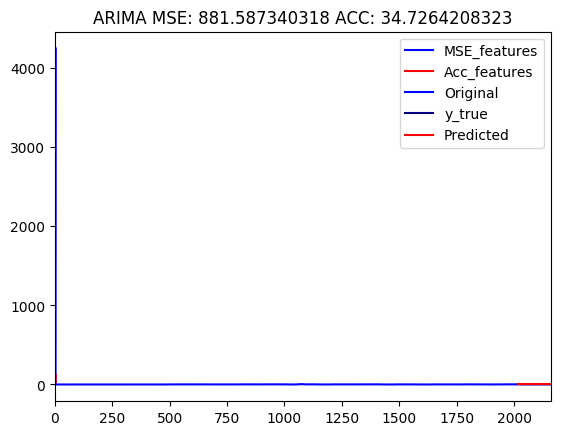 ARIMA MSE: 881.587340318 ACC: 34.7264208323
MSE_features
Acc_features
Original
y_true
Predicted
4000
3000
2000
1000
0
0 250 500 750 1000 1250 1500 1750 2000